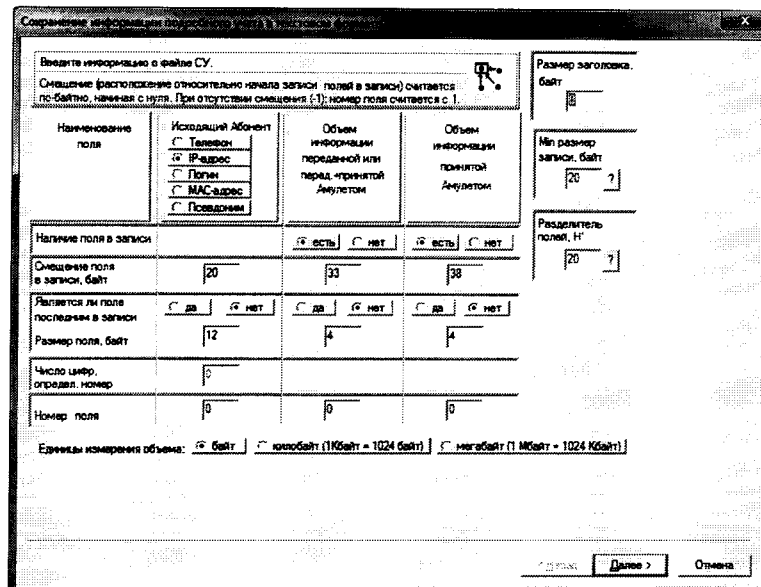 Сохранение информации подробного учета в текстовом
Введите информацию о файле СУ.
Смещение (расположение относительно начала записи полей в записи) считается
по-байтно, начиная с нуля. При отсутствии смещения (-1); номер поля считается с 1.
Размер заголовка,
байт
Наименование
поля
Исходящий Абонент
Телефон
IP-адрес
Логин
MAC-адрес
Псевдоним
Объем
информации
переданной или
перед.+принятой
Амулетом
Объем
информации
принятой
Амулетом
Min размер
записи, байт
20 ?
Разделитель
полей, H'
20 ?
Наличие поля в записи
есть нет есть нет
Смещение поля
в записи, байт
20 33 38
Является ли поле
последним в записи
да нет да нет да нет
Размер поля, байт
12 4 4
Число цифр,
определ. номер
0
Номер поля
0 0 0
Единицы измерения объема: байт килобайт (1Кбайт = 1024 байт) мегабайт (1 Мбайт = 1024 Кбайт)
Далее > Отмена